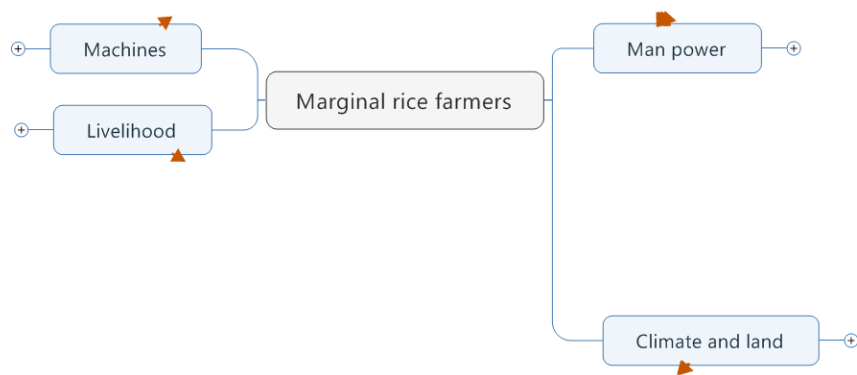 Machines
Man power
Marginal rice farmers
Livelihood
Climate and land